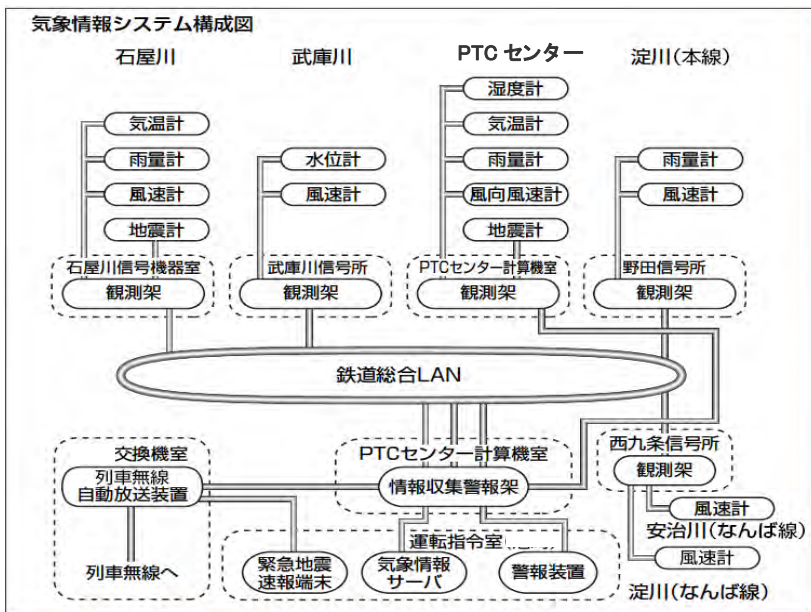 気象情報システム構成図
石屋川
武庫川
PTC センター
淀川(本線)
湿度計
気温計
気温計
雨量計
水位計
雨量計
雨量計
風速計
風速計
風向風速計
風速計
地震計
地震計
石屋川信号機器室
武庫川信号所
PTCセンター計算機室
野田信号所
観測架
観測架
観測架
観測架
鉄道総合LAN
交換機室
PTCセンター計算機室
西九条信号所
列車無線
自動放送装置
情報収集警報架
観測架
風速計
安治川(なんば線)
運転指令室
風速計
列車無線へ
緊急地震
速報端末
気象情報
サーバ
警報装置
淀川(なんば線)